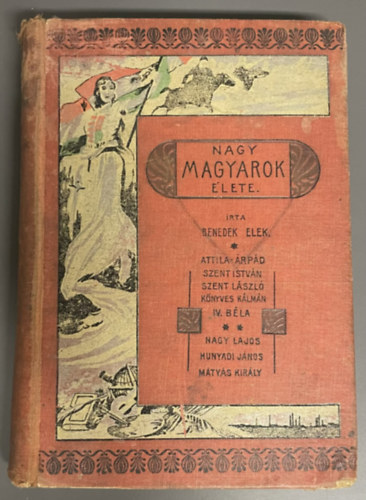 NAGY
MAGYAROK
ÉLETE.
IRTA
BENEDEK ELEK.
*
ATTILA·ÁRPÁD
SZENT ISTVÁN
SZENT LÁSZLÓ
KÖNYVES KÁLMÁN
IV. BÉLA
* *
NAGY LAJOS
HUNYADI JÁNOS
MÁTYÁS KIRÁLY